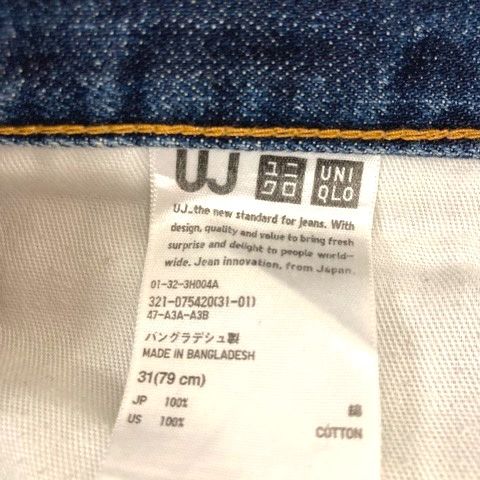 UJ ユニ UNI
クロ QLO
UJ_the new standard for jeans. With
design, quality and value to bring fresh
surprise and delight to people world-
wide. Jean innovation, from Japan.
01-32-3H004A
321-075420(31-01)
47-A3A-A3B
バングラデシュ製
MADE IN BANGLADESH
31(79 cm)
JP 100% 綿
US 100% COTTON